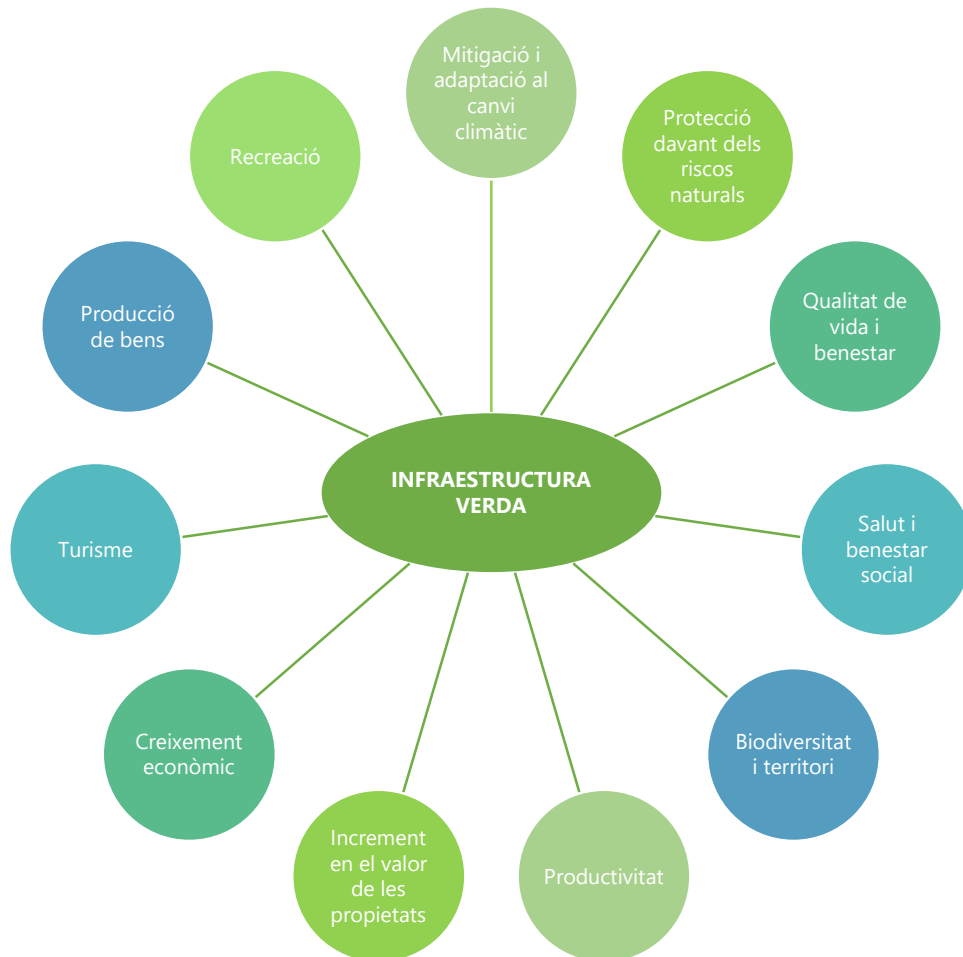 Mitigació i
adaptació al
canvi
climàtic
Protecció
davant dels
riscos
naturals
Qualitat de
vida i
benestar
Salut i
benestar
social
Biodiversitat
i territori
Productivitat
Increment
en el valor
de les
propietats
Creixement
econòmic
Turisme
Producció
de bens
Recreació
INFRAESTRUCTURA
VERDA